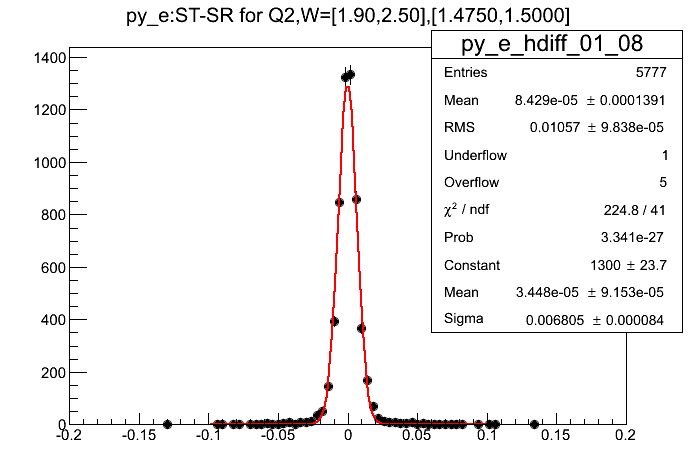 py_e:ST-SR for Q2,W=[1.90,2.50],[1.4750,1.5000]
py_e_hdiff_01_08
Entries 5777
Mean 8.429e-05 ± 0.0001391
RMS 0.01057 ± 9.838e-05
Underflow 1
Overflow 5
χ² / ndf 224.8 / 41
Prob 3.341e-27
Constant 1300 ± 23.7
Mean 3.448e-05 ± 9.153e-05
Sigma 0.006805 ± 0.000084
1400
1200
1000
800
600
400
200
0
-0.2 -0.15 -0.1 -0.05 0 0.05 0.1 0.15 0.2